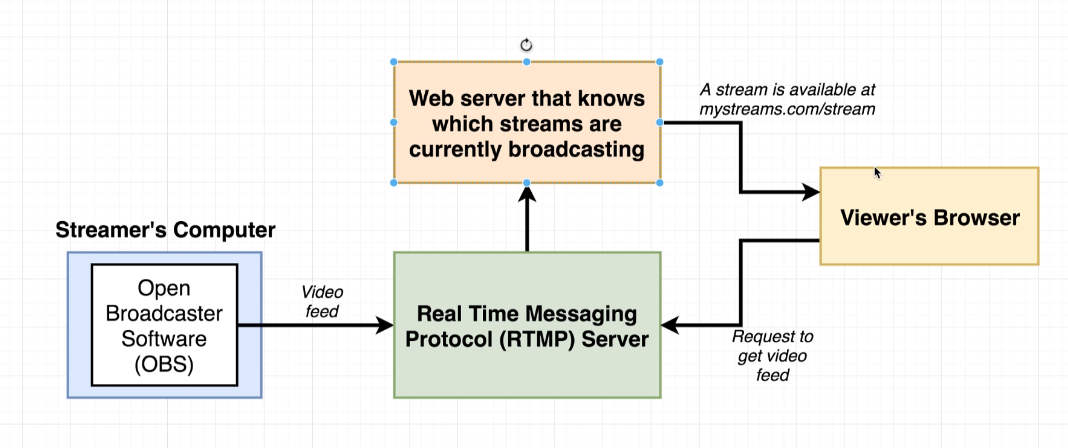 Web server that knows
which streams are
currently broadcasting
A stream is available at
mystreams.com/stream
Viewer's Browser
Streamer's Computer
Open
Broadcaster
Software
(OBS)
Video
feed
Real Time Messaging
Protocol (RTMP) Server
Request to
get video
feed